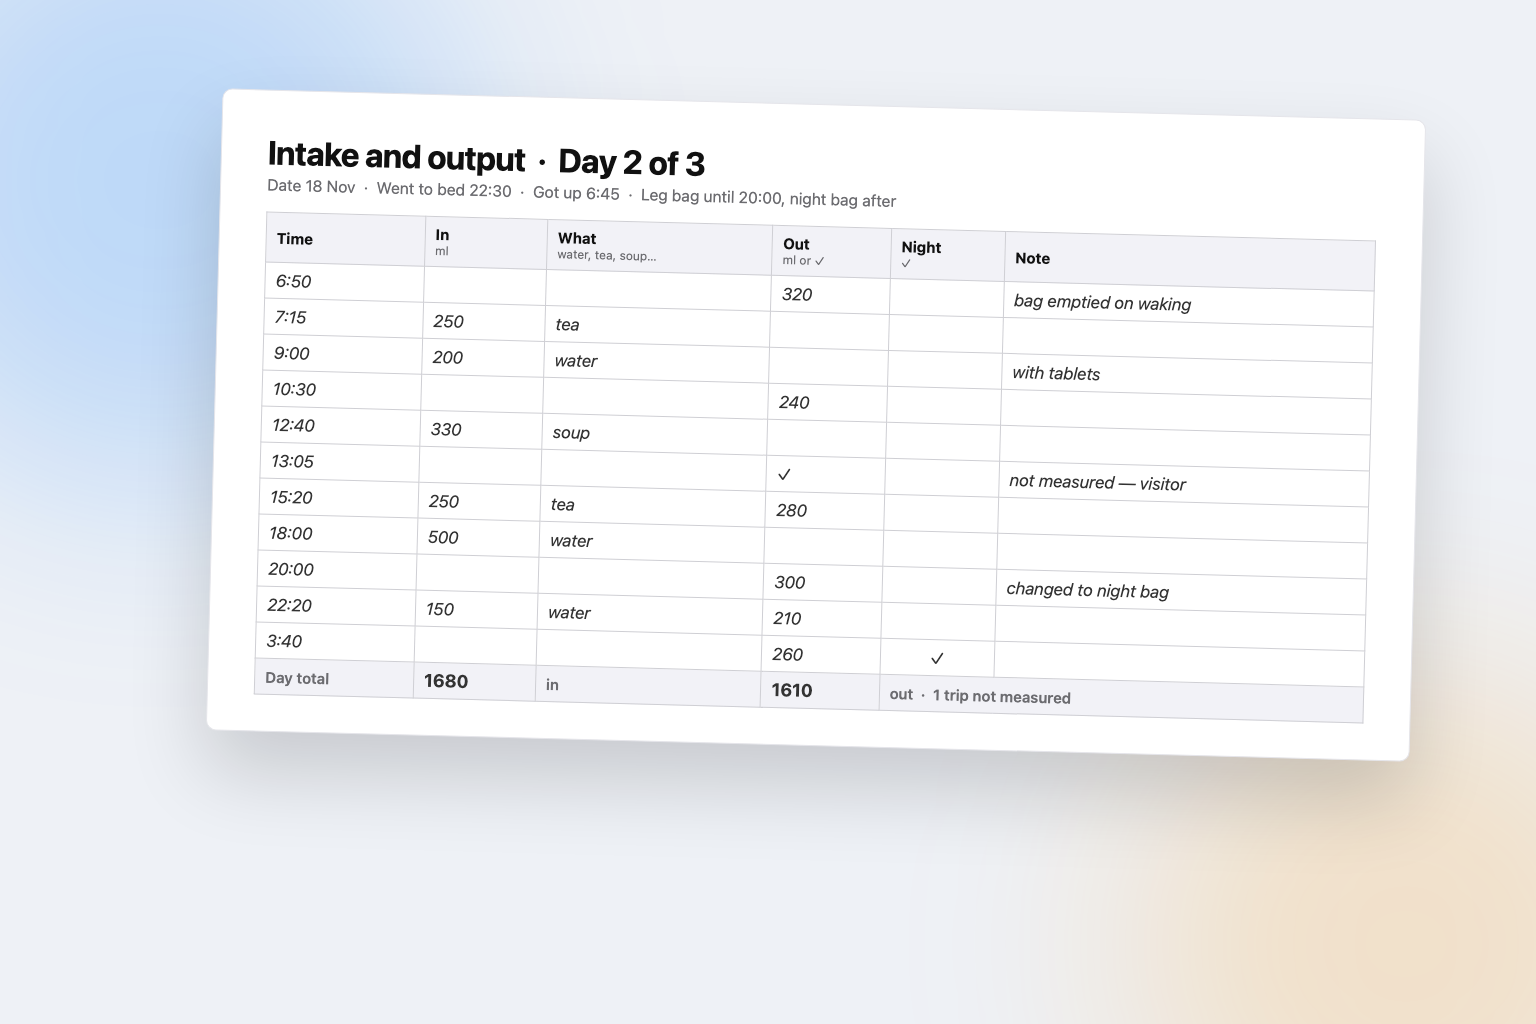 Intake and output · Day 2 of 3
Date 18 Nov · Went to bed 22:30 · Got up 6:45 · Leg bag until 20:00, night bag after
Time In What Out Night Note
ml water, tea, soup... ml or ✓ ✓
6:50 320 bag emptied on waking
7:15 250 tea
9:00 200 water with tablets
10:30 240
12:40 330 soup
13:05 ✓ not measured — visitor
15:20 250 tea 280
18:00 500 water
20:00 300 changed to night bag
22:20 150 water 210
3:40 260 ✓
Day total 1680 in 1610 out · 1 trip not measured